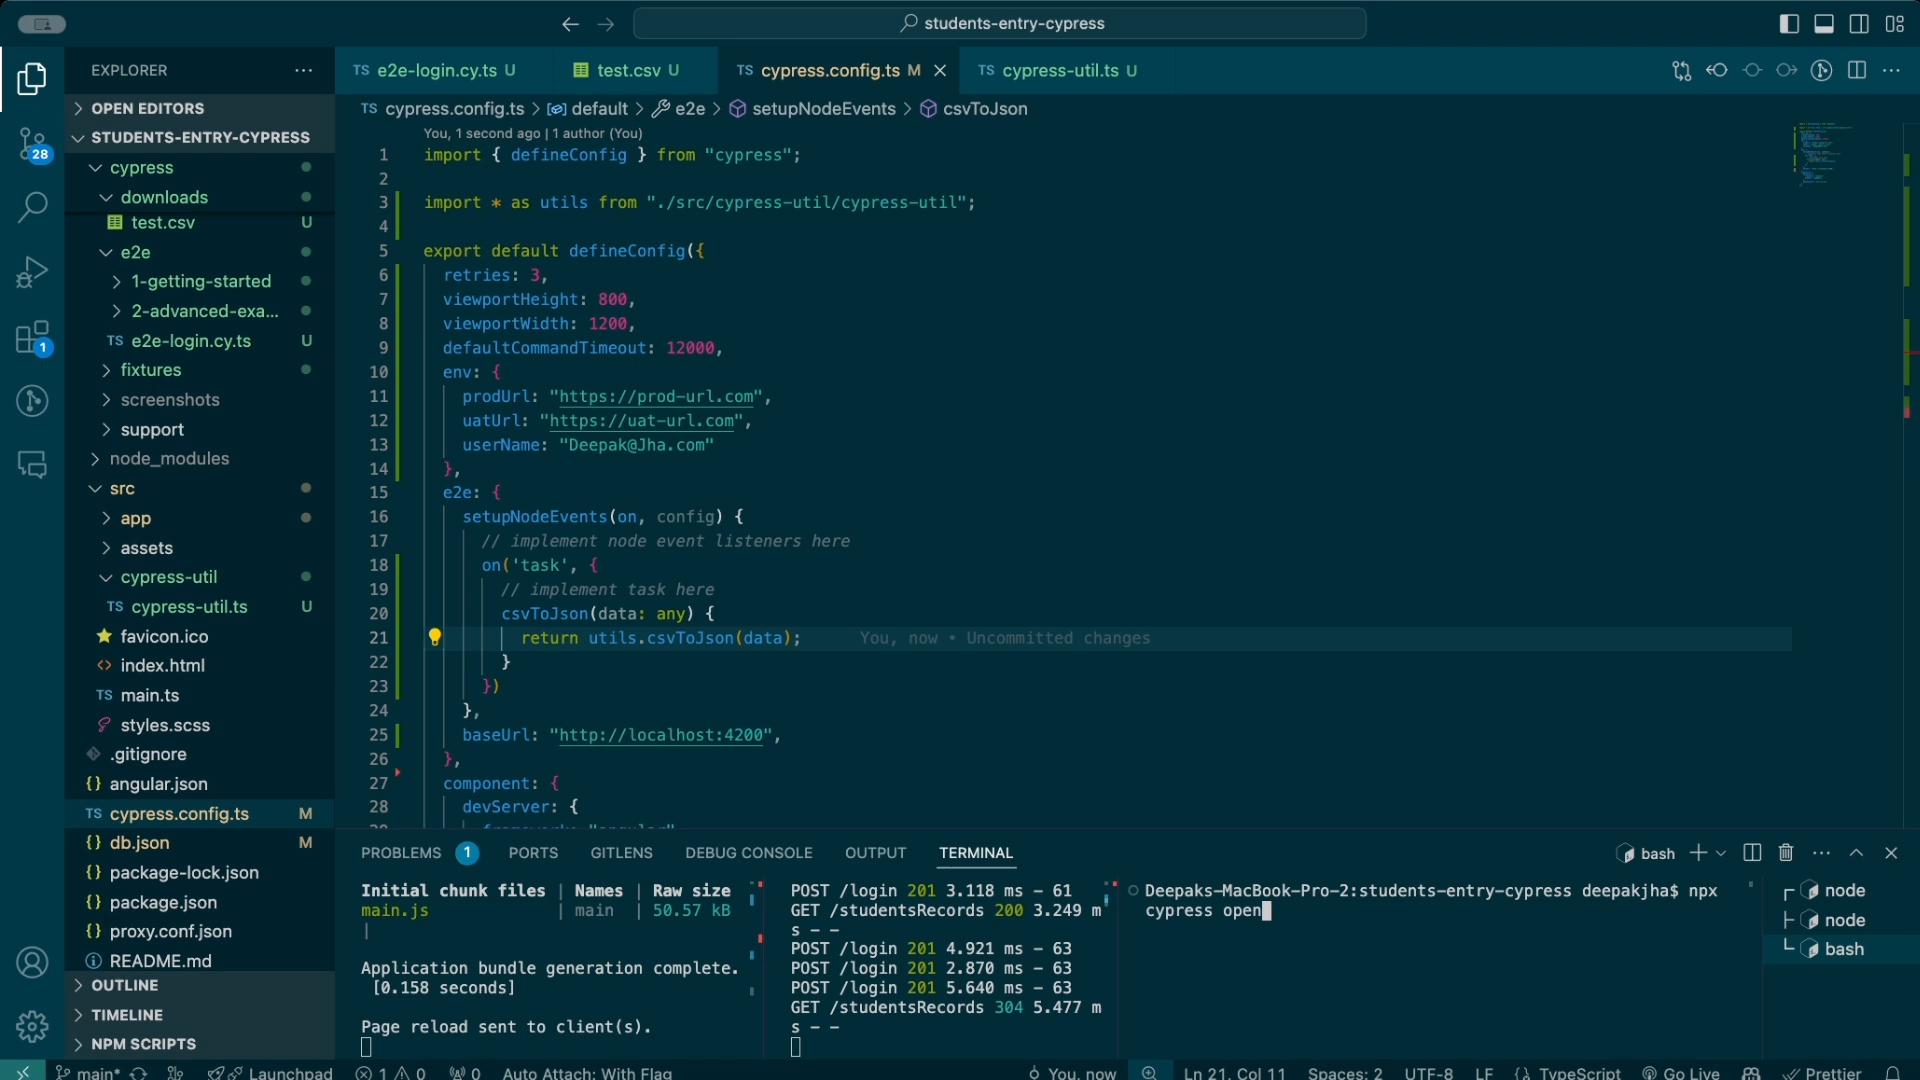 students-entry-cypress
EXPLORER
OPEN EDITORS
STUDENTS-ENTRY-CYPRESS
cypress
downloads
test.csv U
e2e
1-getting-started
2-advanced-exa...
TS e2e-login.cy.ts U
fixtures
screenshots
support
node_modules
src
app
assets
cypress-util
TS cypress-util.ts U
favicon.ico
index.html
TS main.ts
styles.scss
.gitignore
{} angular.json
TS cypress.config.ts M
{} db.json M
{} package-lock.json
{} package.json
{} proxy.conf.json
README.md
OUTLINE
TIMELINE
NPM SCRIPTS
28
1
TS e2e-login.cy.ts U test.csv U TS cypress.config.ts M TS cypress-util.ts U
TS cypress.config.ts > default > e2e > setupNodeEvents > csvToJson
You, 1 second ago | 1 author (You)
1 import { defineConfig } from "cypress";
2
3 import * as utils from "./src/cypress-util/cypress-util";
4
5 export default defineConfig({
6 retries: 3,
7 viewportHeight: 800,
8 viewportWidth: 1200,
9 defaultCommandTimeout: 12000,
10 env: {
11 prodUrl: "https://prod-url.com",
12 uatUrl: "https://uat-url.com",
13 userName: "Deepak@Jha.com"
14 },
15 e2e: {
16 setupNodeEvents(on, config) {
17 // implement node event listeners here
18 on('task', {
19 // implement task here
20 csvToJson(data: any) {
21 return utils.csvToJson(data); You, now • Uncommitted changes
22 }
23 })
24 },
25 baseUrl: "http://localhost:4200",
26 },
27 component: {
28 devServer: {
PROBLEMS 1 PORTS GITLENS DEBUG CONSOLE OUTPUT TERMINAL
bash
Initial chunk files | Names | Raw size
main.js | main | 50.57 kB
|
Application bundle generation complete.
[0.158 seconds]
Page reload sent to client(s).
POST /login 201 3.118 ms - 61
GET /studentsRecords 200 3.249 m
s - -
POST /login 201 4.921 ms - 63
POST /login 201 2.870 ms - 63
POST /login 201 5.640 ms - 63
GET /studentsRecords 304 5.477 m
s - -
Deepaks-MacBook-Pro-2:students-entry-cypress deepakjha$ npx
cypress open
node
node
bash
main* Launchpad 1 0 0 Auto Attach: With Flag You, now Ln 21, Col 11 Spaces: 2 UTF-8 LF {} TypeScript Go Live Prettier